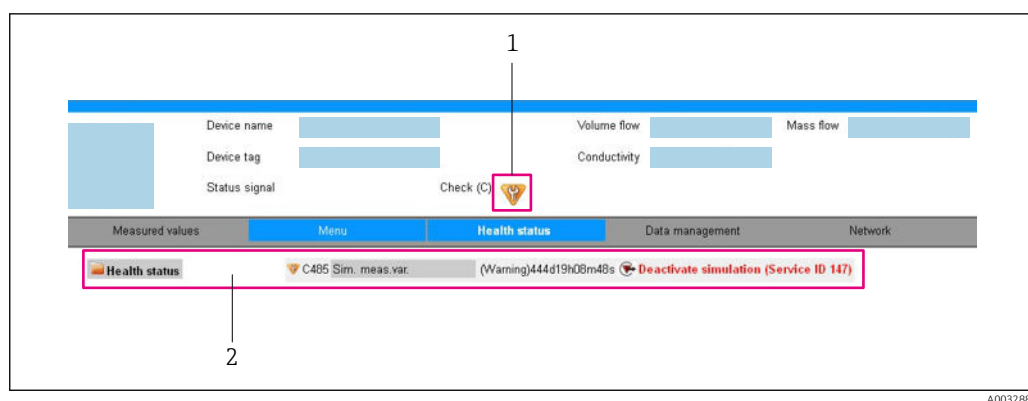 1
Device name Volume flow Mass flow
Device tag Conductivity
Status signal Check (C)
Measured values Menu Health status Data management Network
Health status C485 Sim. meas.var. (Warning)444d19h08m48s Deactivate simulation (Service ID 147)
2